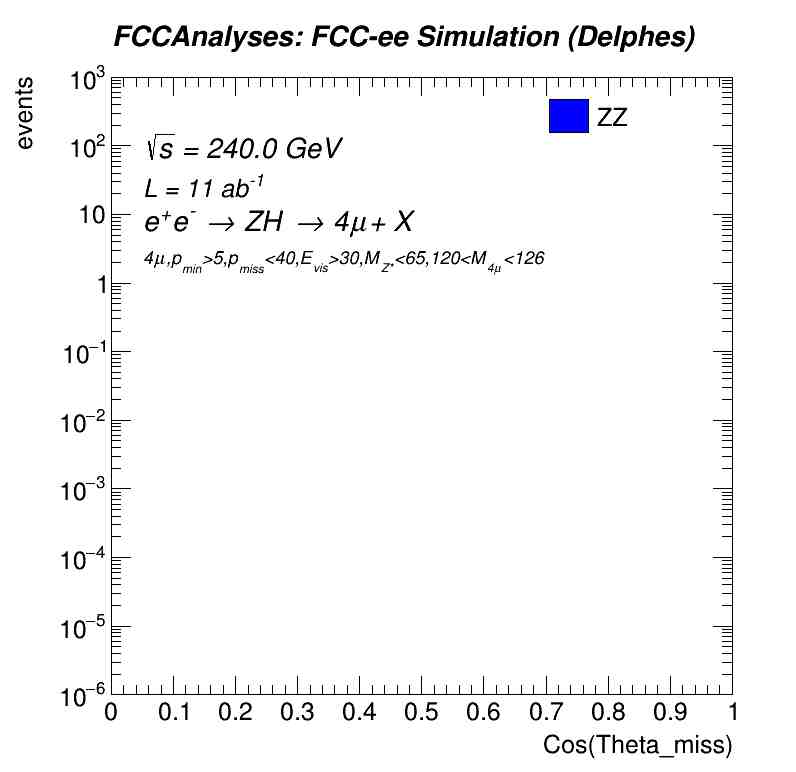 FCCAnalyses: FCC-ee Simulation (Delphes)
events
10³
10²
10
1
10⁻¹
10⁻²
10⁻³
10⁻⁴
10⁻⁵
10⁻⁶
ZZ
√s = 240.0 GeV
L = 11 ab⁻¹
e⁺e⁻ → ZH → 4μ + X
4μ,p_min>5,p_miss<40,E_vis>30,M_Z*<65,120<M_4μ<126
0 0.1 0.2 0.3 0.4 0.5 0.6 0.7 0.8 0.9 1
Cos(Theta_miss)